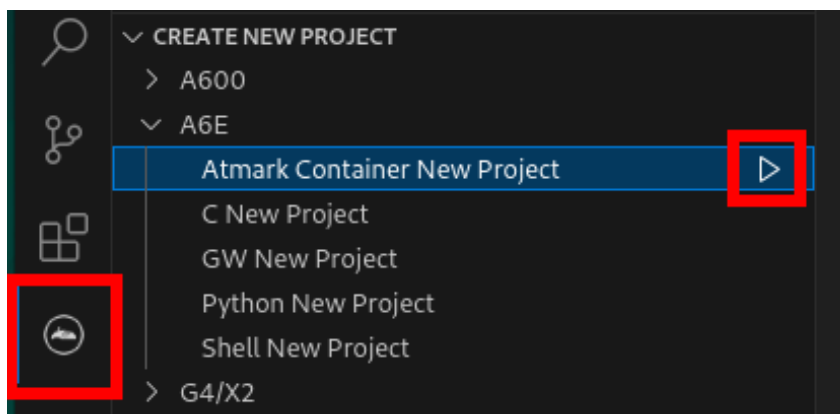 CREATE NEW PROJECT
A600
A6E
Atmark Container New Project
C New Project
GW New Project
Python New Project
Shell New Project
G4/X2